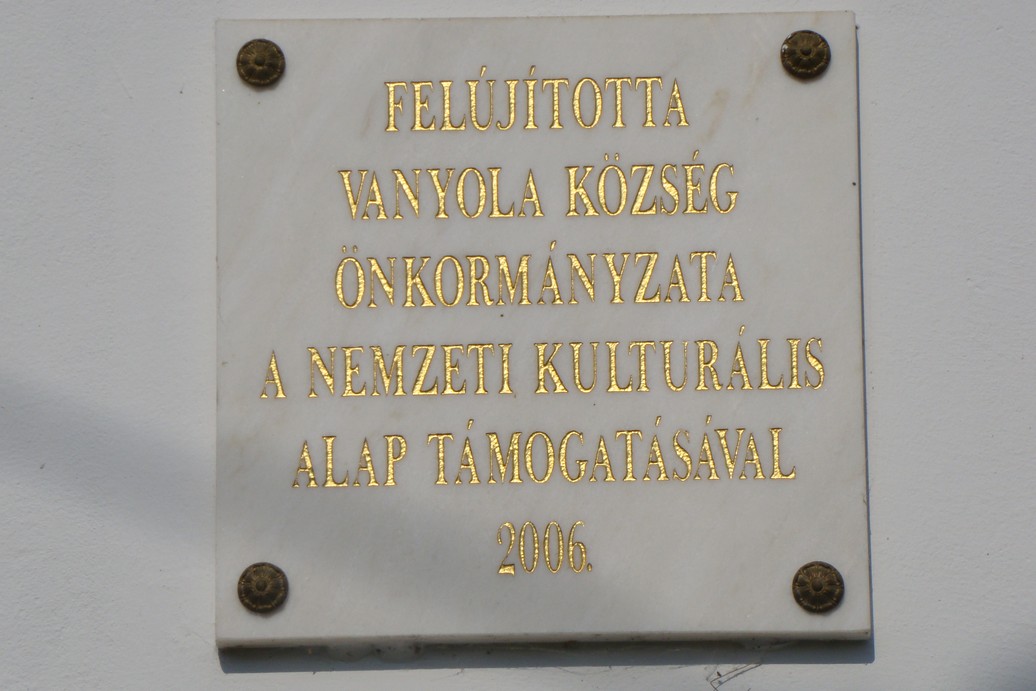 FELÚJÍTOTTA
VANYOLA KÖZSÉG
ÖNKORMÁNYZATA
A NEMZETI KULTURÁLIS
ALAP TÁMOGATÁSÁVAL
2006.